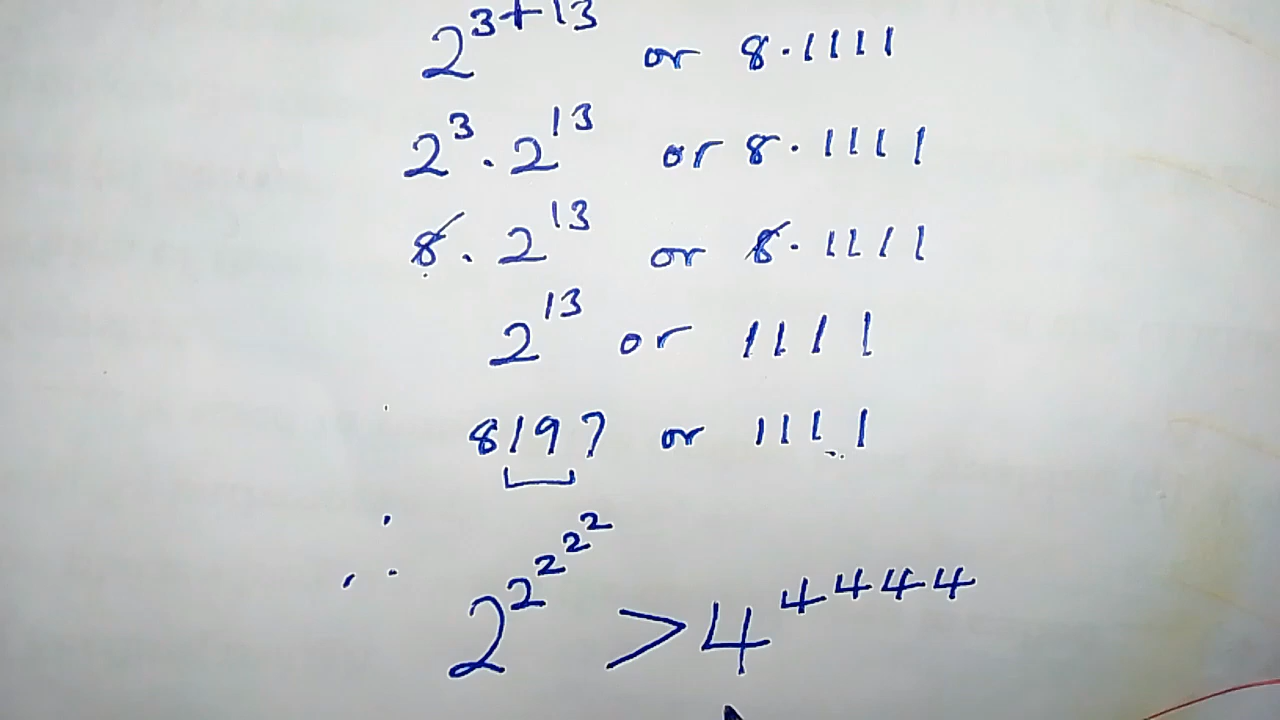 2^{3+13} or 8·1111
2^3 · 2^{13} or 8·1111
8 · 2^{13} or 8·1111
2^{13} or 1111
8197 or 1111
∴ 2^{2^{2^{2^2}}} > 4^{4444}